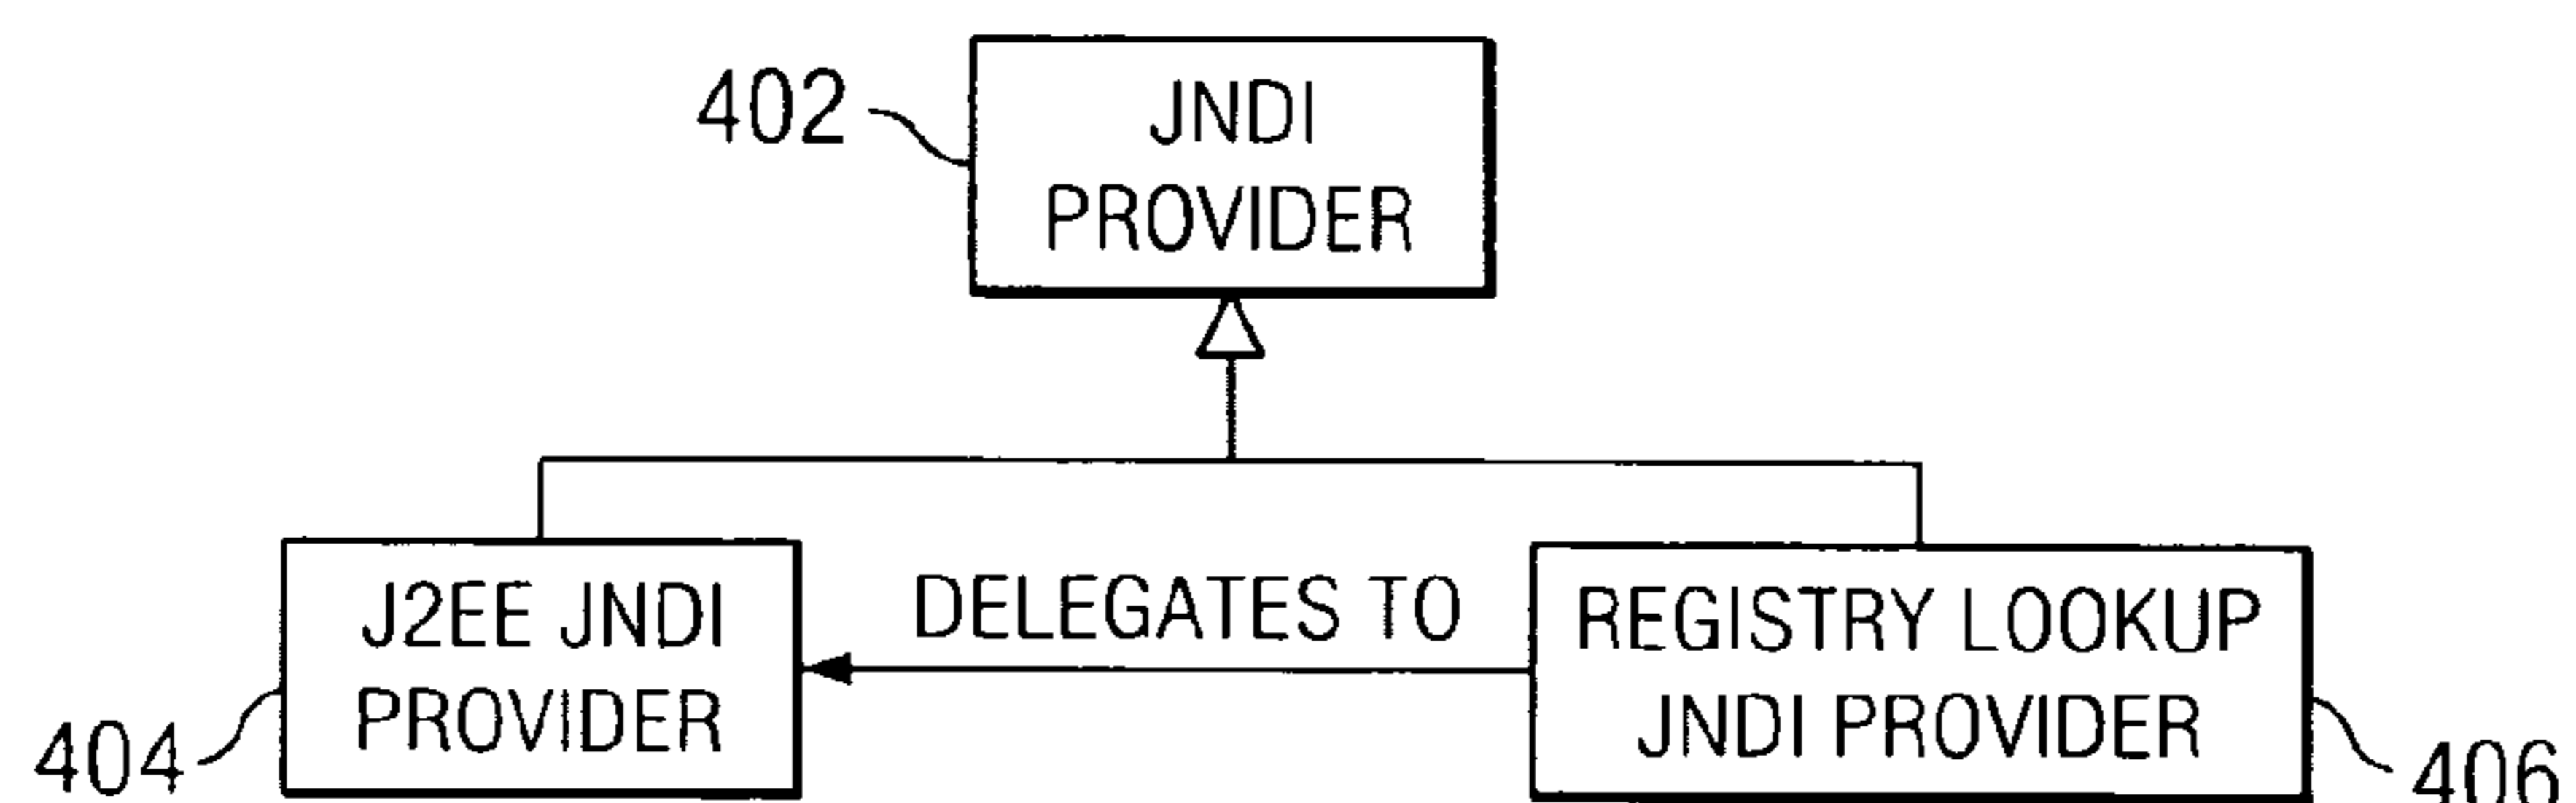 402
JNDI
PROVIDER
J2EE JNDI
PROVIDER
404
DELEGATES TO
REGISTRY LOOKUP
JNDI PROVIDER
406